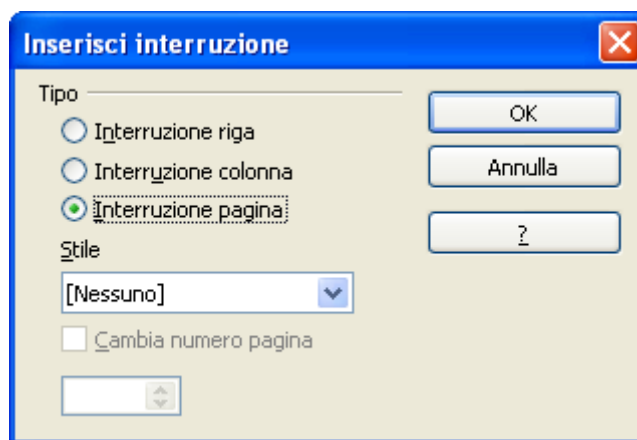 Inserisci interruzione
Tipo
Interruzione riga
Interruzione colonna
Interruzione pagina
Stile
[Nessuno]
Cambia numero pagina
OK
Annulla
?